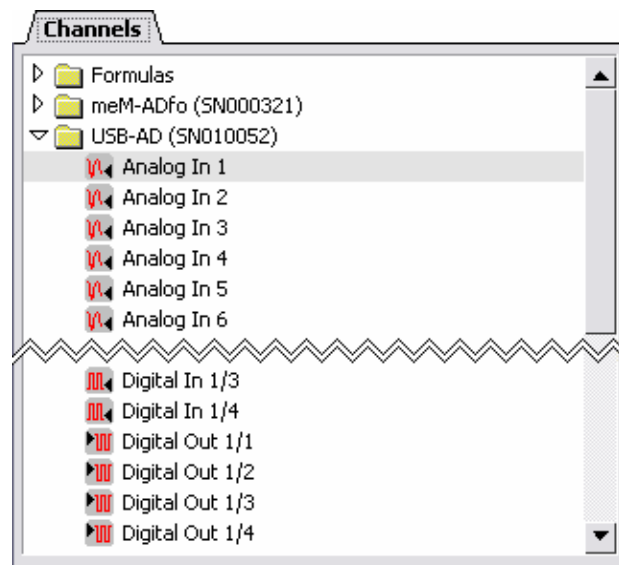 Channels
Formulas
meM-ADfo (SN000321)
USB-AD (SN010052)
Analog In 1
Analog In 2
Analog In 3
Analog In 4
Analog In 5
Analog In 6
Digital In 1/3
Digital In 1/4
Digital Out 1/1
Digital Out 1/2
Digital Out 1/3
Digital Out 1/4